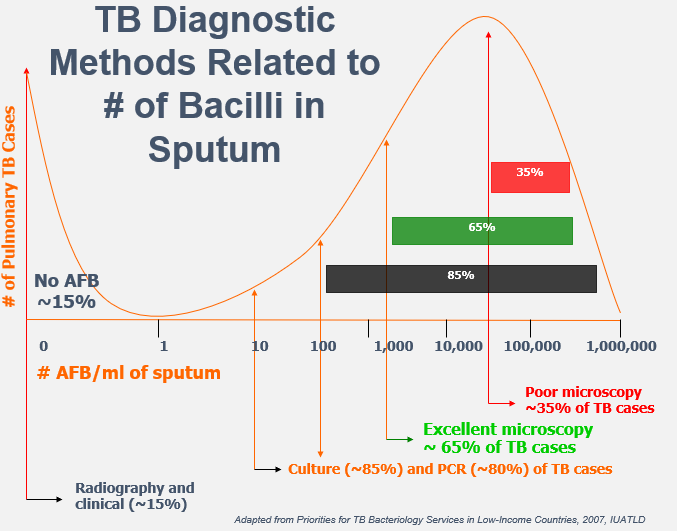 TB Diagnostic
Methods Related to
# of Bacilli in
Sputum
# of Pulmonary TB Cases
35%
65%
85%
No AFB
~15%
0 1 10 100 1,000 10,000 100,000 1,000,000
# AFB/ml of sputum
Poor microscopy
~35% of TB cases
Excellent microscopy
~ 65% of TB cases
Culture (~85%) and PCR (~80%) of TB cases
Radiography and
clinical (~15%)
Adapted from Priorities for TB Bacteriology Services in Low-Income Countries, 2007, IUATLD